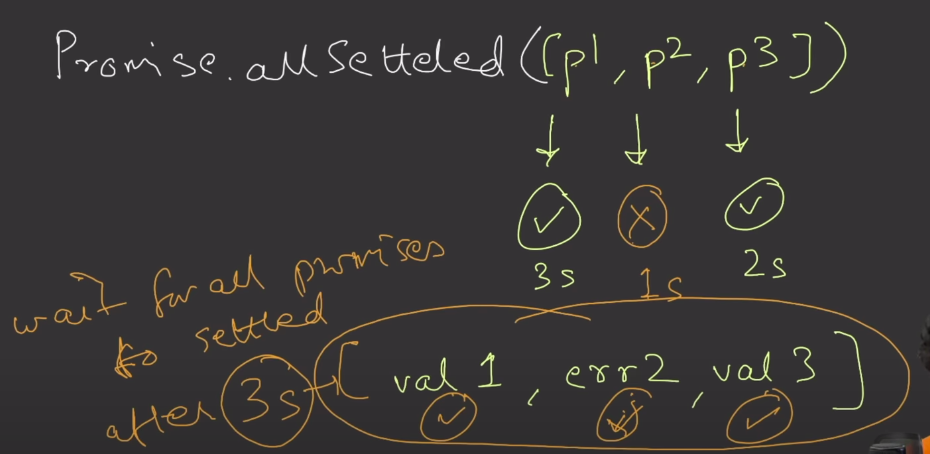 Promise.allSetteled([p1, p2, p3])
3s 1s 2s
wait for all promises
to settled
after 3s [val 1, err2, val 3]